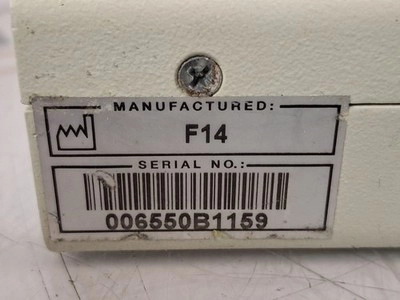 MANUFACTURED:
F14
SERIAL NO.:
006550B1159